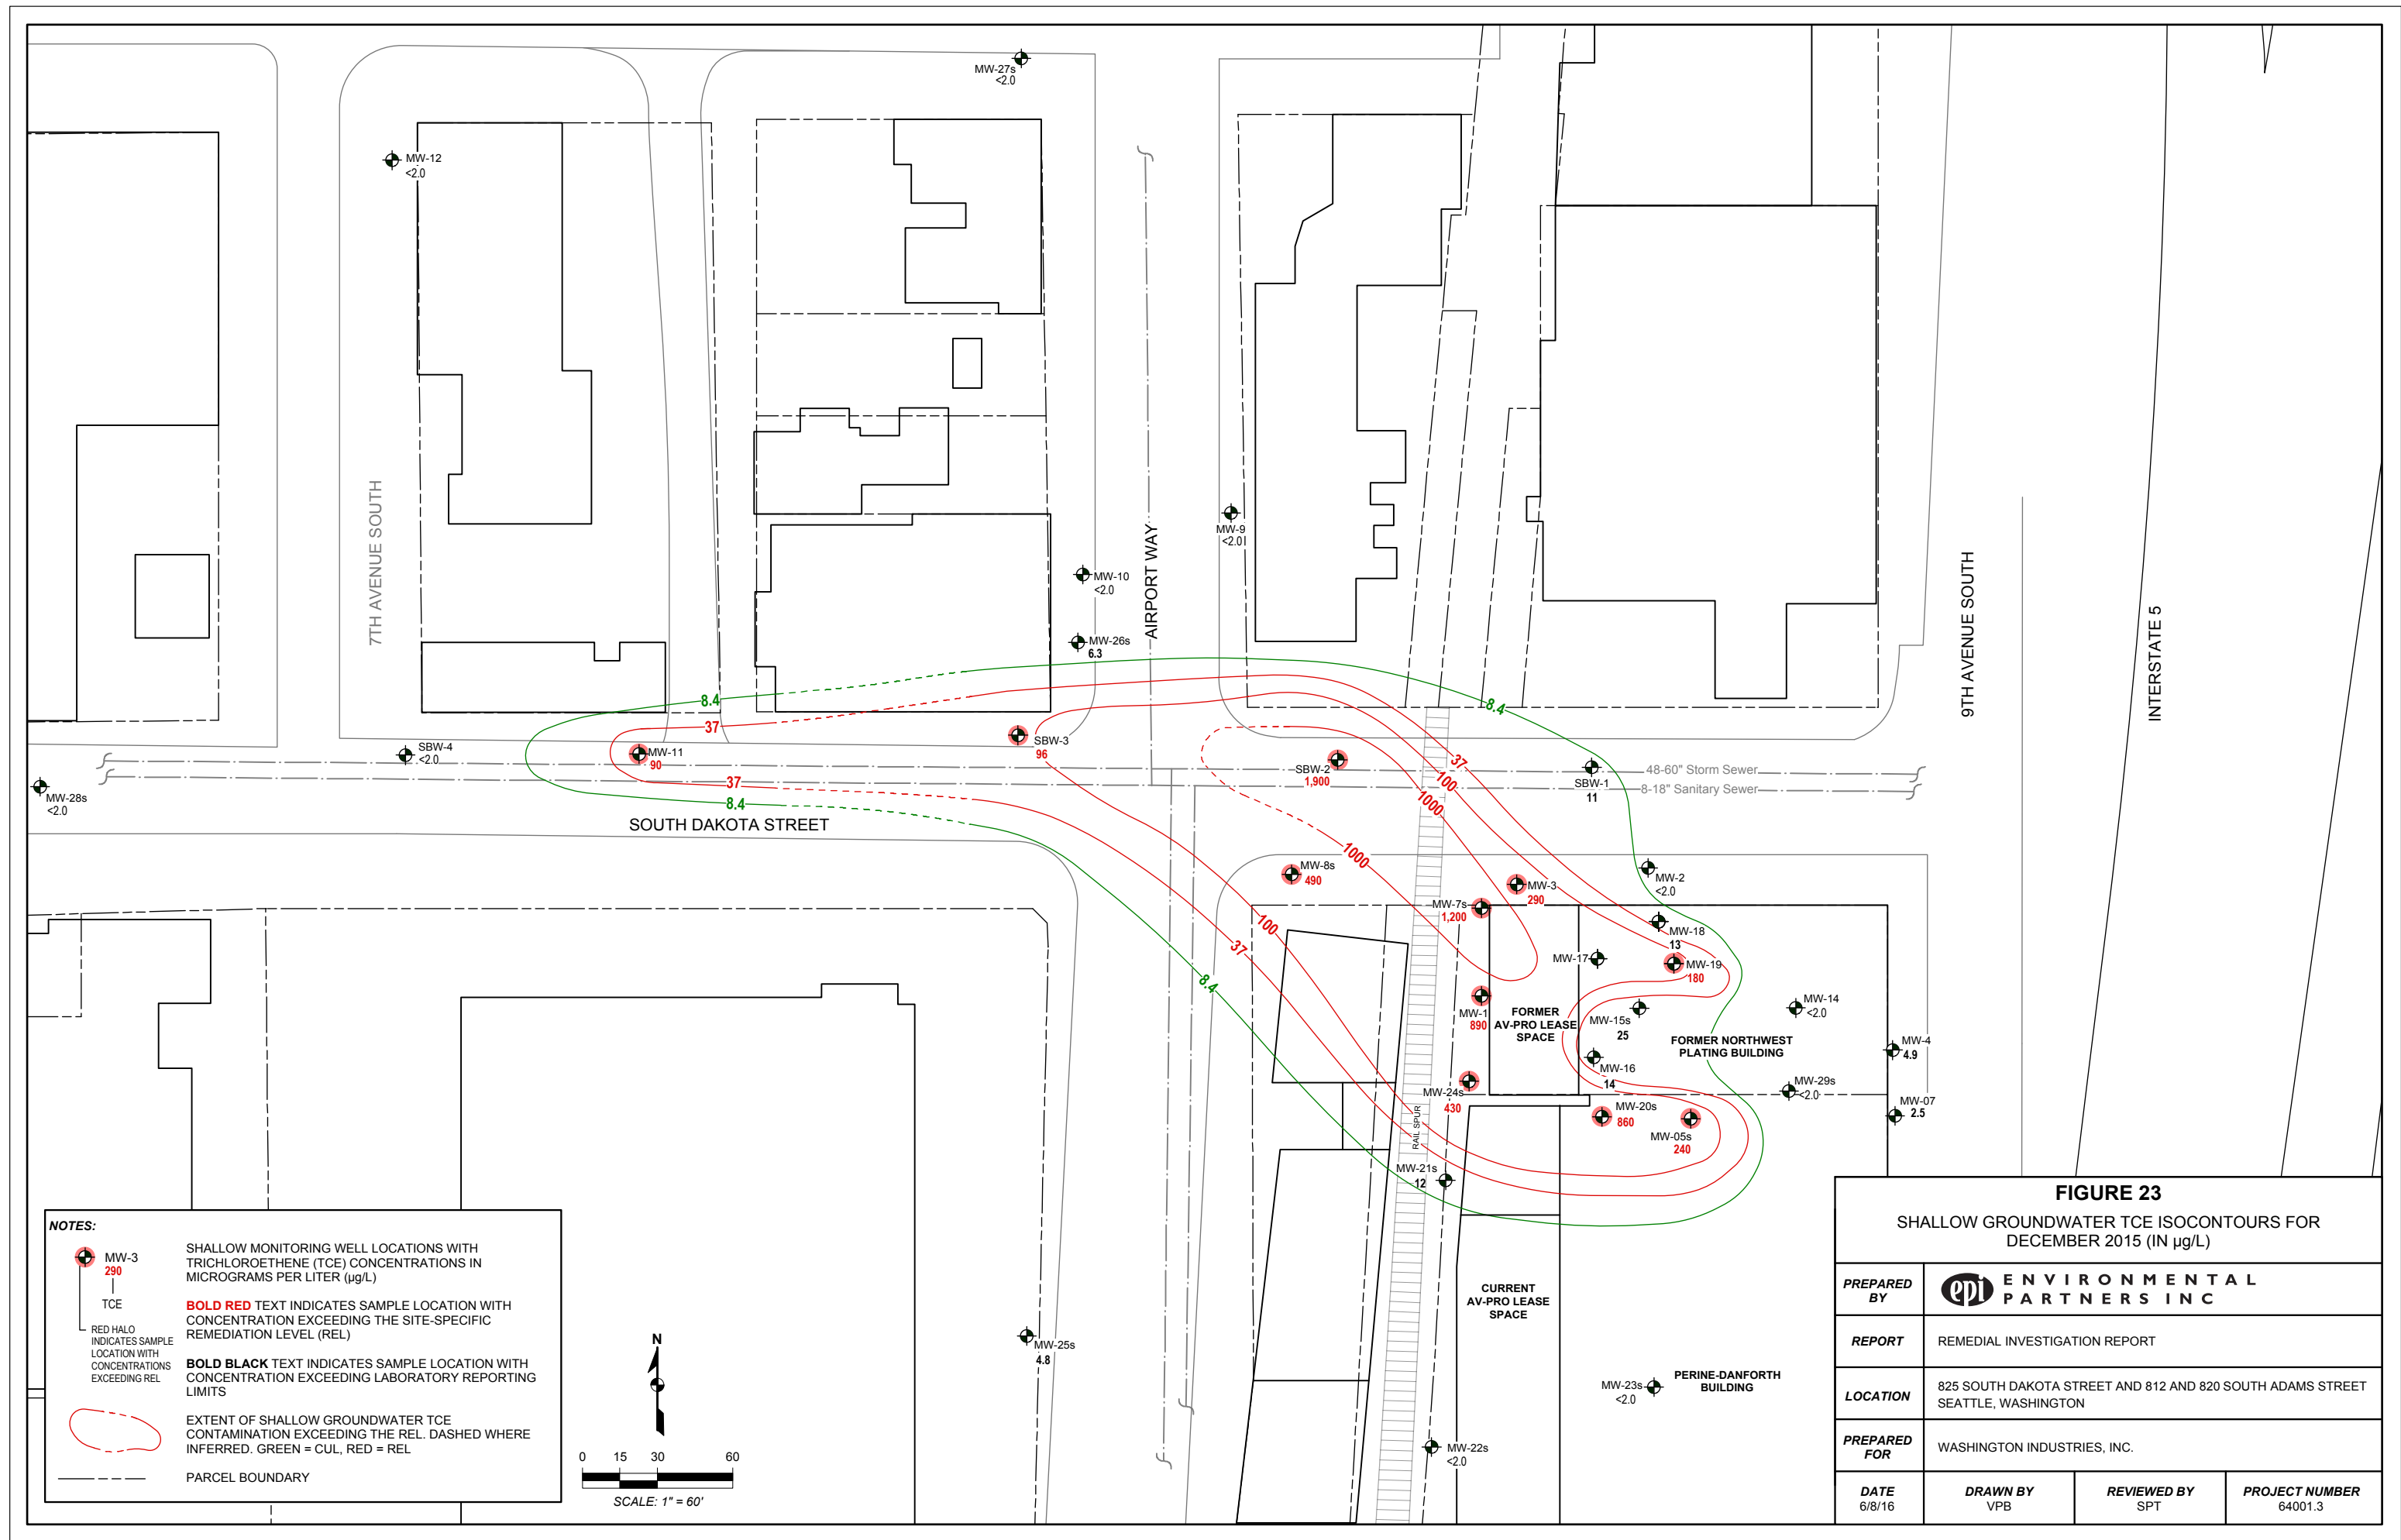 MW-27s
<2.0
MW-12
<2.0
7TH AVENUE SOUTH
AIRPORT WAY
9TH AVENUE SOUTH
INTERSTATE 5
MW-9
<2.0
MW-10
<2.0
MW-26s
6.3
8.4
8.4
37
SBW-3
96
SBW-4
<2.0
MW-11
90
37
8.4
MW-28s
<2.0
SOUTH DAKOTA STREET
SBW-2
1,900
37
100
1000
SBW-1
11
48-60" Storm Sewer
8-18" Sanitary Sewer
1000
MW-8s
490
MW-3
290
MW-2
<2.0
MW-7s
1,200
100
37
8.4
MW-18
13
MW-17
MW-19
180
MW-1
890
FORMER
AV-PRO LEASE
SPACE
MW-15s
25
MW-14
<2.0
FORMER NORTHWEST
PLATING BUILDING
MW-4
4.9
MW-16
14
MW-29s
<2.0
MW-24s
430
MW-20s
860
MW-07
2.5
MW-05s
240
RAIL SPUR
MW-21s
12
CURRENT
AV-PRO LEASE
SPACE
MW-25s
4.8
PERINE-DANFORTH
BUILDING
MW-23s
<2.0
MW-22s
<2.0
NOTES:
MW-3
290
TCE
RED HALO
INDICATES SAMPLE
LOCATION WITH
CONCENTRATIONS
EXCEEDING REL
SHALLOW MONITORING WELL LOCATIONS WITH
TRICHLOROETHENE (TCE) CONCENTRATIONS IN
MICROGRAMS PER LITER (µg/L)
BOLD RED TEXT INDICATES SAMPLE LOCATION WITH
CONCENTRATION EXCEEDING THE SITE-SPECIFIC
REMEDIATION LEVEL (REL)
BOLD BLACK TEXT INDICATES SAMPLE LOCATION WITH
CONCENTRATION EXCEEDING LABORATORY REPORTING
LIMITS
EXTENT OF SHALLOW GROUNDWATER TCE
CONTAMINATION EXCEEDING THE REL. DASHED WHERE
INFERRED. GREEN = CUL, RED = REL
PARCEL BOUNDARY
N
0 15 30 60
SCALE: 1" = 60'
FIGURE 23
SHALLOW GROUNDWATER TCE ISOCONTOURS FOR
DECEMBER 2015 (IN µg/L)
PREPARED
BY
epi
ENVIRONMENTAL
PARTNERS INC
REPORT
REMEDIAL INVESTIGATION REPORT
LOCATION
825 SOUTH DAKOTA STREET AND 812 AND 820 SOUTH ADAMS STREET
SEATTLE, WASHINGTON
PREPARED
FOR
WASHINGTON INDUSTRIES, INC.
DATE
6/8/16
DRAWN BY
VPB
REVIEWED BY
SPT
PROJECT NUMBER
64001.3